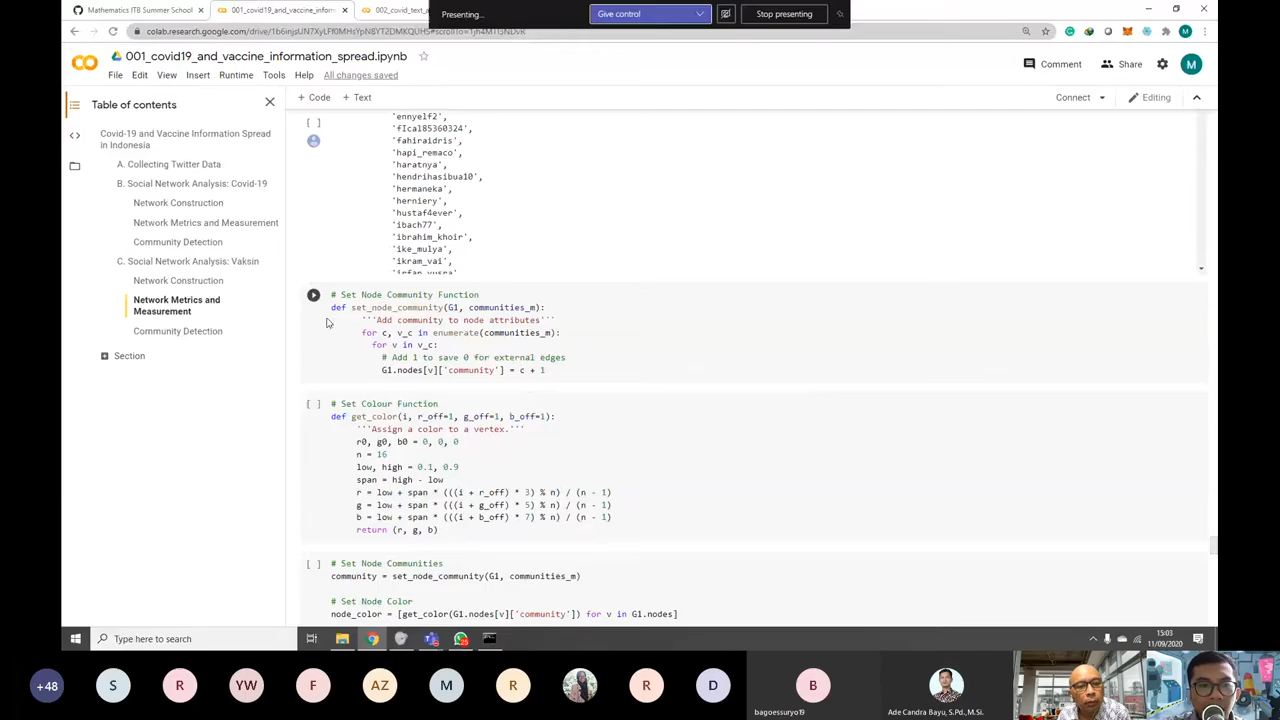 Presenting...
Give control
Stop presenting
Mathematics ITB Summer School
001_covid19_and_vaccine_inform
002_covid_text_a
001_covid19_and_vaccine_information_spread.ipynb
File Edit View Insert Runtime Tools Help All changes saved
Comment
Share
M
+ Code + Text
Connect
Editing
Table of contents
Covid-19 and Vaccine Information Spread
in Indonesia
A. Collecting Twitter Data
B. Social Network Analysis: Covid-19
Network Construction
Network Metrics and Measurement
Community Detection
C. Social Network Analysis: Vaksin
Network Construction
Network Metrics and
Measurement
Community Detection
Section
[ ]
'ennyelf2',
'fIcal85360324',
'fahiraidris',
'hapi_remaco',
'haratnya',
'hendrihasibua10',
'hermaneka',
'herniery',
'hustaf4ever',
'ibach77',
'ibrahim_khoir',
'ike_mulya',
'ikram_vai',
'irfan_yusra',
# Set Node Community Function
def set_node_community(G1, communities_m):
'''Add community to node attributes'''
for c, v_c in enumerate(communities_m):
for v in v_c:
# Add 1 to save 0 for external edges
G1.nodes[v]['community'] = c + 1
[ ] # Set Colour Function
def get_color(i, r_off=1, g_off=1, b_off=1):
'''Assign a color to a vertex.'''
r0, g0, b0 = 0, 0, 0
n = 16
low, high = 0.1, 0.9
span = high - low
r = low + span * (((i + r_off) * 3) % n) / (n - 1)
g = low + span * (((i + g_off) * 5) % n) / (n - 1)
b = low + span * (((i + b_off) * 7) % n) / (n - 1)
return (r, g, b)
[ ] # Set Node Communities
community = set_node_community(G1, communities_m)
# Set Node Color
node_color = [get_color(G1.nodes[v]['community']) for v in G1.nodes]
Type here to search
25
15:03
11/09/2020
+48
S
R
YW
F
AZ
M
R
R
D
B
bagoessuryo19
Ade Candra Bayu, S.Pd.,M.Si.